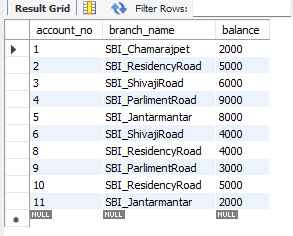 Result Grid Filter Rows:
account_no branch_name balance
1 SBI_Chamarajpet 2000
2 SBI_ResidencyRoad 5000
3 SBI_ShivajiRoad 6000
4 SBI_ParlimentRoad 9000
5 SBI_Jantarmantar 8000
6 SBI_ShivajiRoad 4000
8 SBI_ResidencyRoad 4000
9 SBI_ParlimentRoad 3000
10 SBI_ResidencyRoad 5000
11 SBI_Jantarmantar 2000
NULL NULL NULL